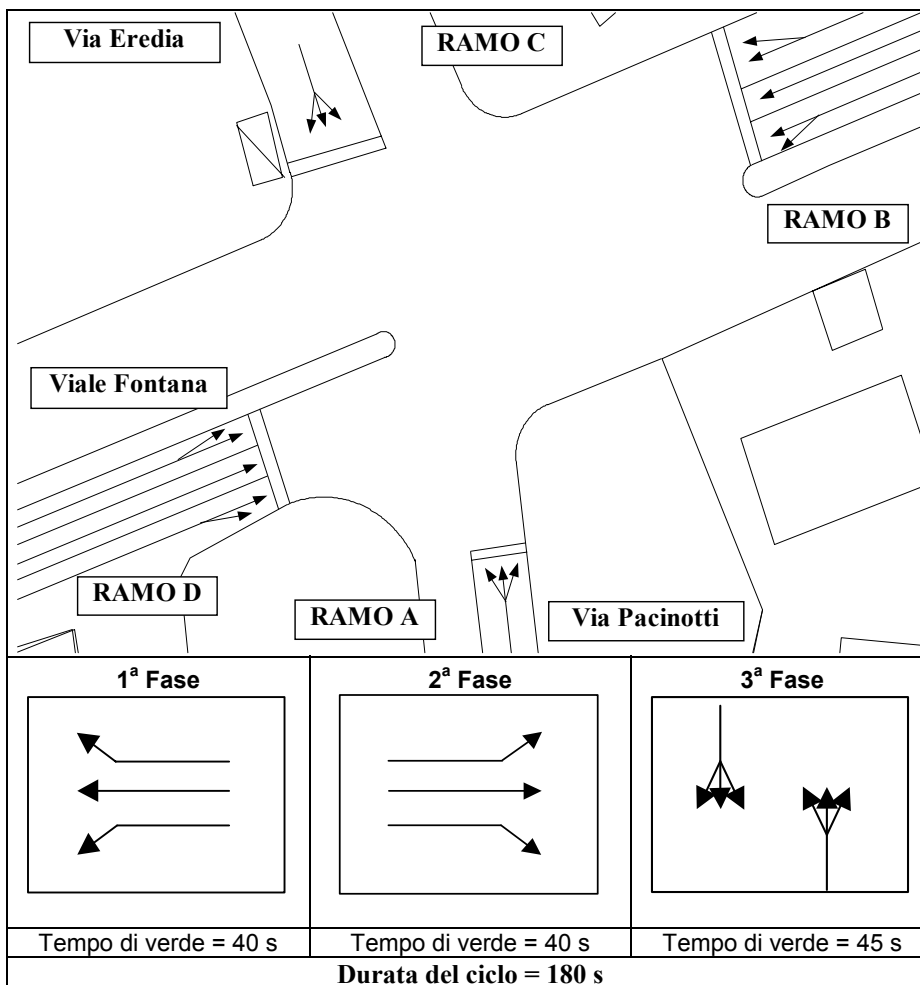 Via Eredia
RAMO C
RAMO B
Viale Fontana
RAMO D
RAMO A
Via Pacinotti
1ª Fase
2ª Fase
3ª Fase
Tempo di verde = 40 s
Tempo di verde = 40 s
Tempo di verde = 45 s
Durata del ciclo = 180 s